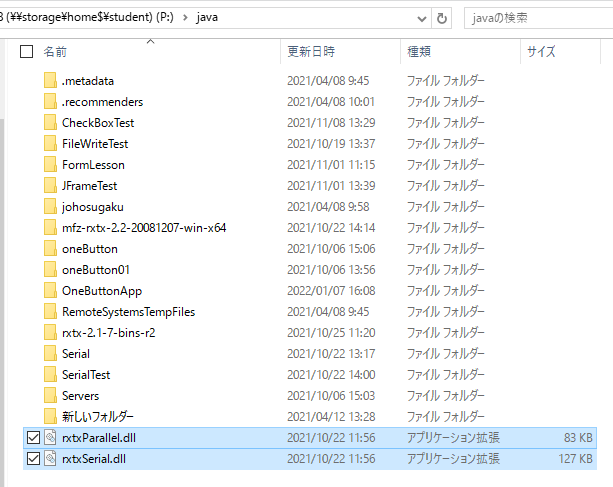 3 (¥¥storage¥home$¥student) (P:) > java javaの検索
名前 更新日時 種類 サイズ
.metadata 2021/04/08 9:45 ファイル フォルダー
.recommenders 2021/04/08 10:01 ファイル フォルダー
CheckBoxTest 2021/11/08 13:29 ファイル フォルダー
FileWriteTest 2021/10/19 13:37 ファイル フォルダー
FormLesson 2021/11/01 11:15 ファイル フォルダー
JFrameTest 2021/11/01 13:39 ファイル フォルダー
johosugaku 2021/04/08 9:58 ファイル フォルダー
mfz-rxtx-2.2-20081207-win-x64 2021/10/22 14:14 ファイル フォルダー
oneButton 2021/10/06 15:06 ファイル フォルダー
oneButton01 2021/10/06 13:56 ファイル フォルダー
OneButtonApp 2022/01/07 16:08 ファイル フォルダー
RemoteSystemsTempFiles 2021/04/08 9:45 ファイル フォルダー
rxtx-2.1-7-bins-r2 2021/10/25 11:20 ファイル フォルダー
Serial 2021/10/22 13:17 ファイル フォルダー
SerialTest 2021/10/22 14:00 ファイル フォルダー
Servers 2021/10/06 15:03 ファイル フォルダー
新しいフォルダー 2021/04/12 13:28 ファイル フォルダー
rxtxParallel.dll 2021/10/22 11:56 アプリケーション拡張 83 KB
rxtxSerial.dll 2021/10/22 11:56 アプリケーション拡張 127 KB